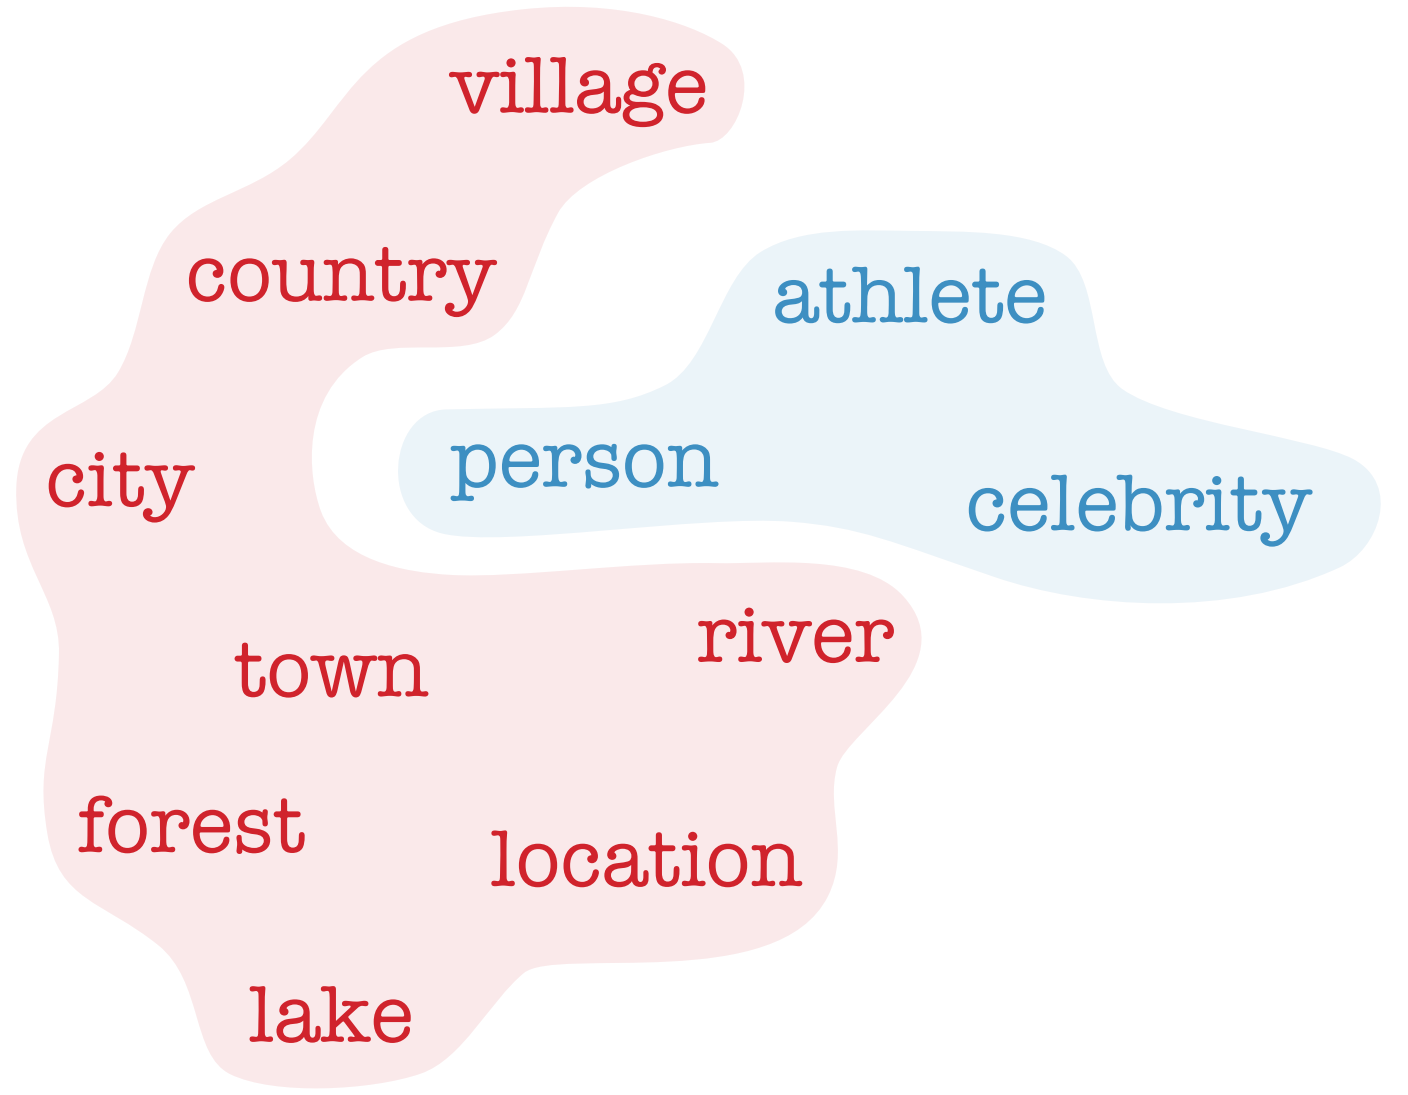 village
country
athlete
person
city
celebrity
river
town
forest
location
lake